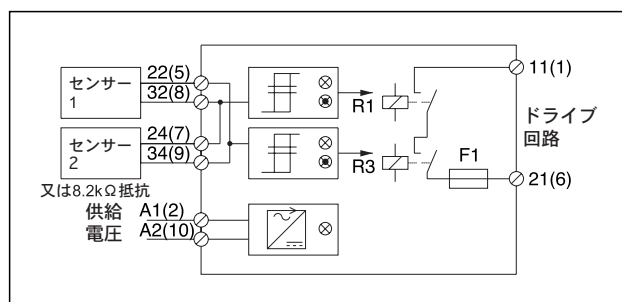 センサー
1
22(5)
32(8)
センサー
2
24(7)
34(9)
又は8.2kΩ抵抗
供給
電圧
A1(2)
A2(10)
R1
R3
11(1)
ドライブ
回路
F1
21(6)